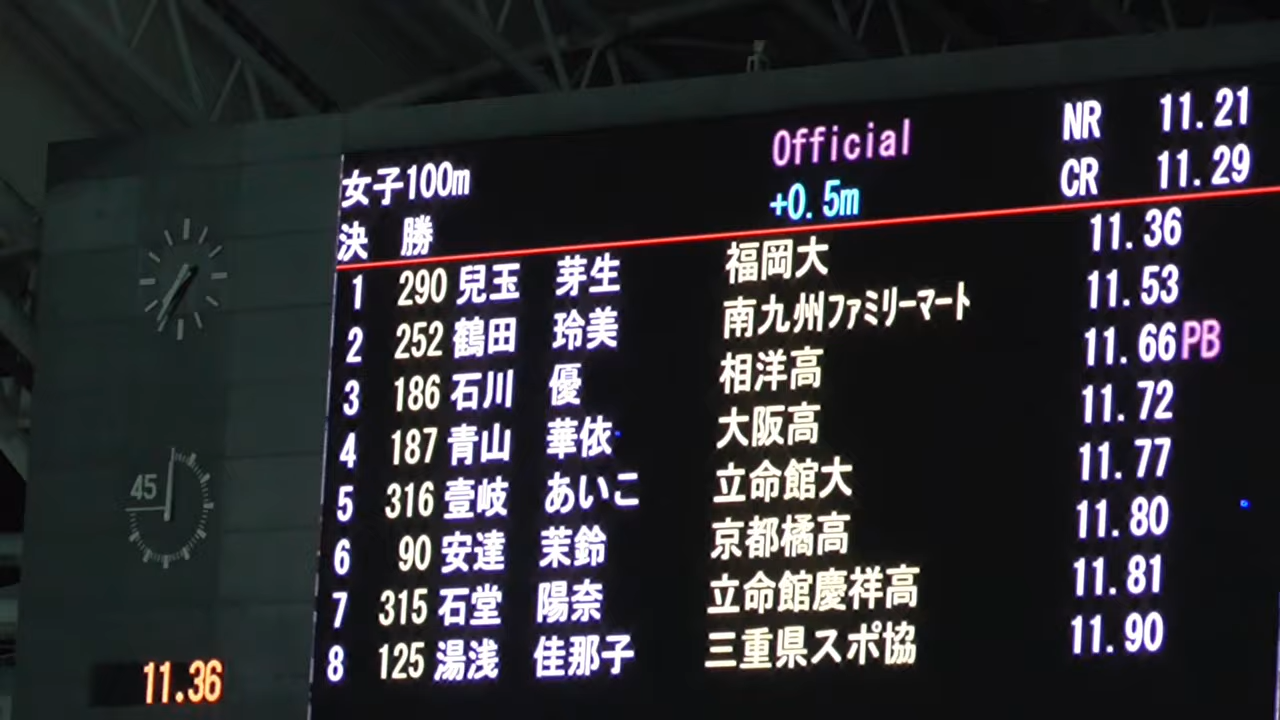 女子100m Official NR 11.21
決 勝 +0.5m CR 11.29
1 290 兒玉 芽生 福岡大 11.36
2 252 鶴田 玲美 南九州ファミリーマート 11.53
3 186 石川 優 相洋高 11.66PB
4 187 青山 華依 大阪高 11.72
5 316 壹岐 あいこ 立命館大 11.77
6 90 安達 茉鈴 京都橘高 11.80
7 315 石堂 陽奈 立命館慶祥高 11.81
8 125 湯浅 佳那子 三重県スポ協 11.90
45
11.36